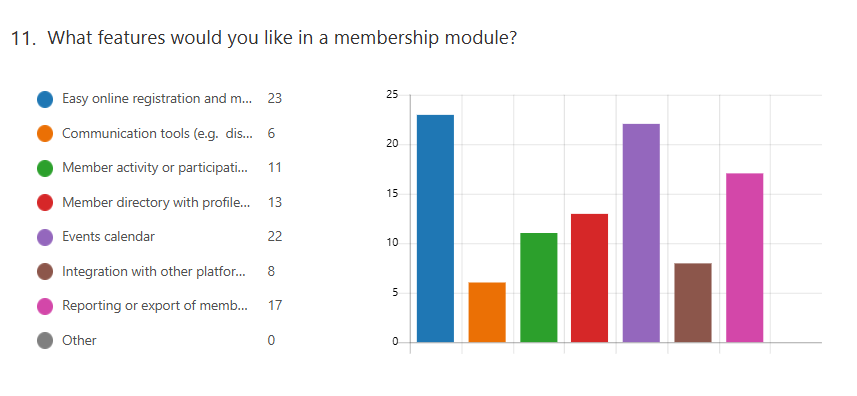 11. What features would you like in a membership module?
Easy online registration and m... 23
Communication tools (e.g. dis... 6
Member activity or participati... 11
Member directory with profile... 13
Events calendar 22
Integration with other platfor... 8
Reporting or export of memb... 17
Other 0
25
20
15
10
5
0